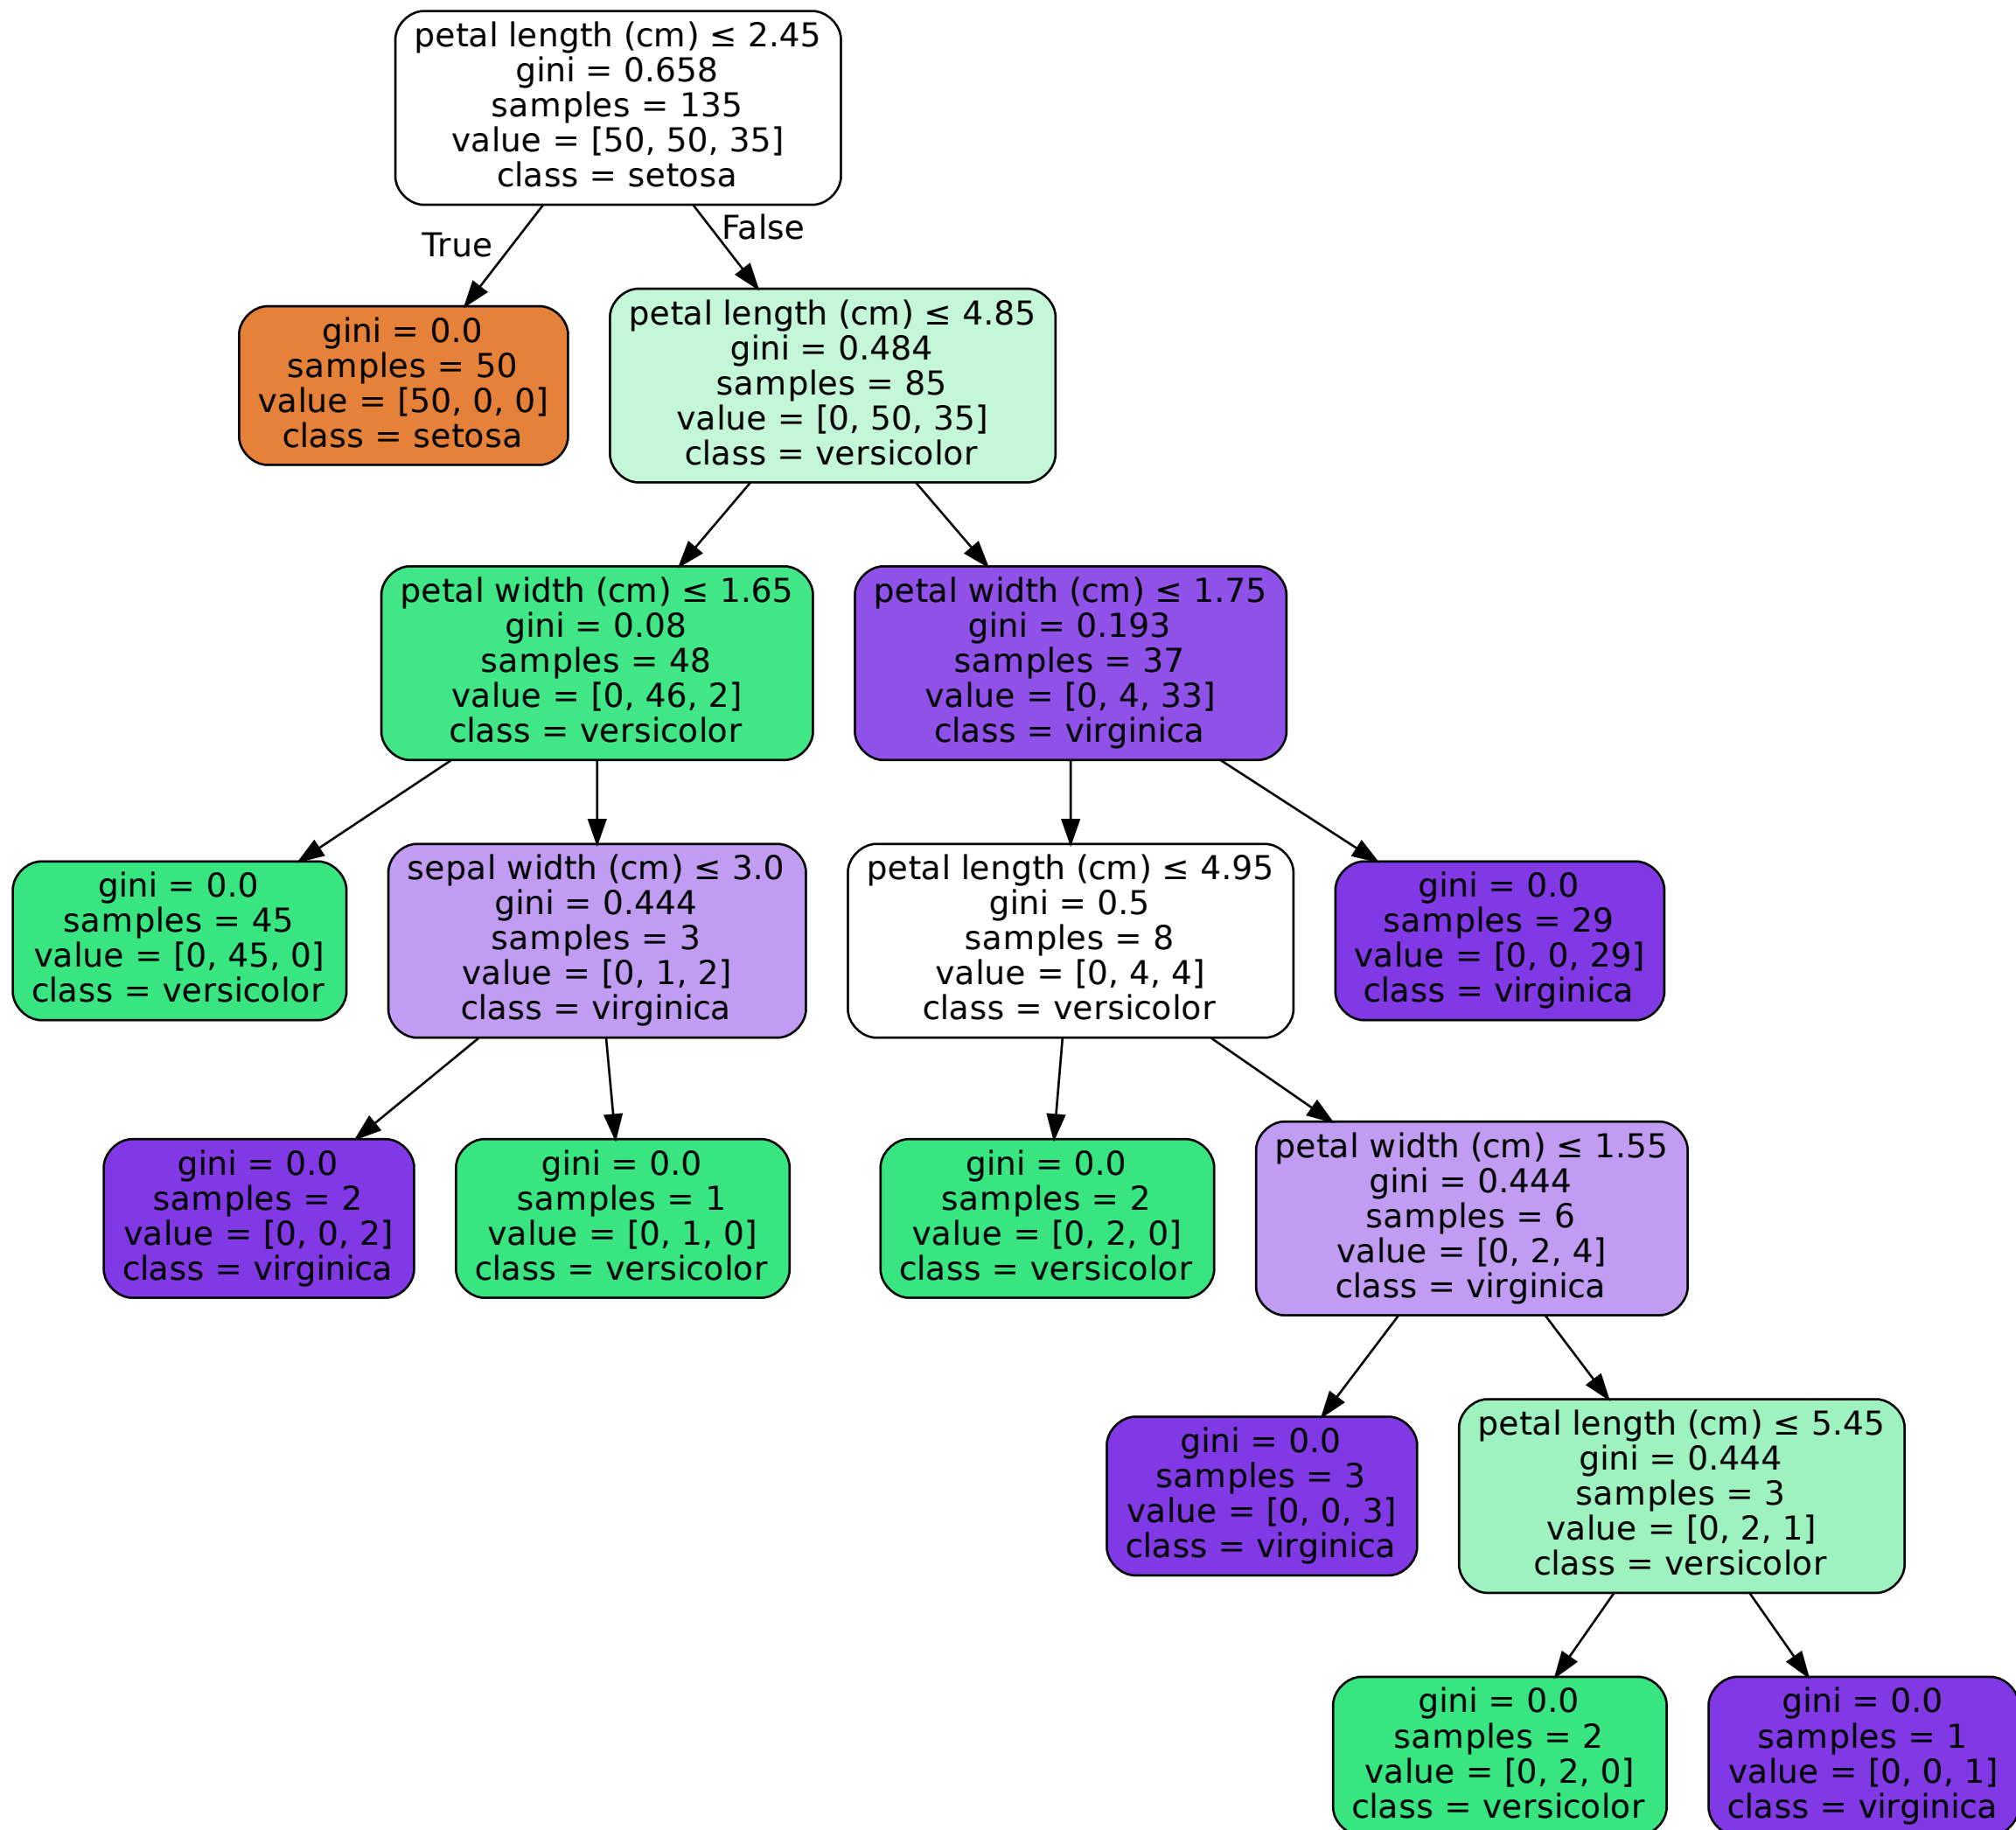 petal length (cm) ≤ 2.45
gini = 0.658
samples = 135
value = [50, 50, 35]
class = setosa
True
False
gini = 0.0
samples = 50
value = [50, 0, 0]
class = setosa
petal length (cm) ≤ 4.85
gini = 0.484
samples = 85
value = [0, 50, 35]
class = versicolor
petal width (cm) ≤ 1.65
gini = 0.08
samples = 48
value = [0, 46, 2]
class = versicolor
petal width (cm) ≤ 1.75
gini = 0.193
samples = 37
value = [0, 4, 33]
class = virginica
gini = 0.0
samples = 45
value = [0, 45, 0]
class = versicolor
sepal width (cm) ≤ 3.0
gini = 0.444
samples = 3
value = [0, 1, 2]
class = virginica
petal length (cm) ≤ 4.95
gini = 0.5
samples = 8
value = [0, 4, 4]
class = versicolor
gini = 0.0
samples = 29
value = [0, 0, 29]
class = virginica
gini = 0.0
samples = 2
value = [0, 0, 2]
class = virginica
gini = 0.0
samples = 1
value = [0, 1, 0]
class = versicolor
gini = 0.0
samples = 2
value = [0, 2, 0]
class = versicolor
petal width (cm) ≤ 1.55
gini = 0.444
samples = 6
value = [0, 2, 4]
class = virginica
gini = 0.0
samples = 3
value = [0, 0, 3]
class = virginica
petal length (cm) ≤ 5.45
gini = 0.444
samples = 3
value = [0, 2, 1]
class = versicolor
gini = 0.0
samples = 2
value = [0, 2, 0]
class = versicolor
gini = 0.0
samples = 1
value = [0, 0, 1]
class = virginica